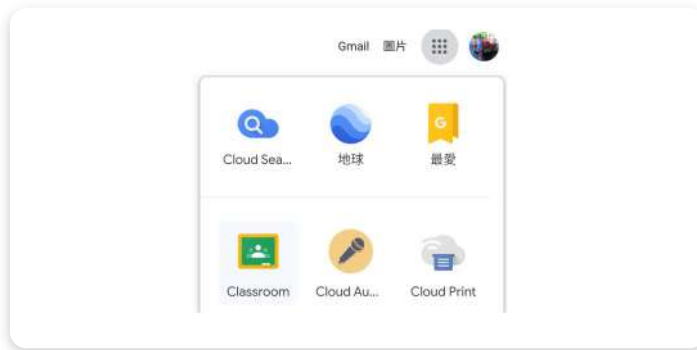 Gmail 圖片
G
Cloud Sea... 地球 最愛
Classroom Cloud Au... Cloud Print